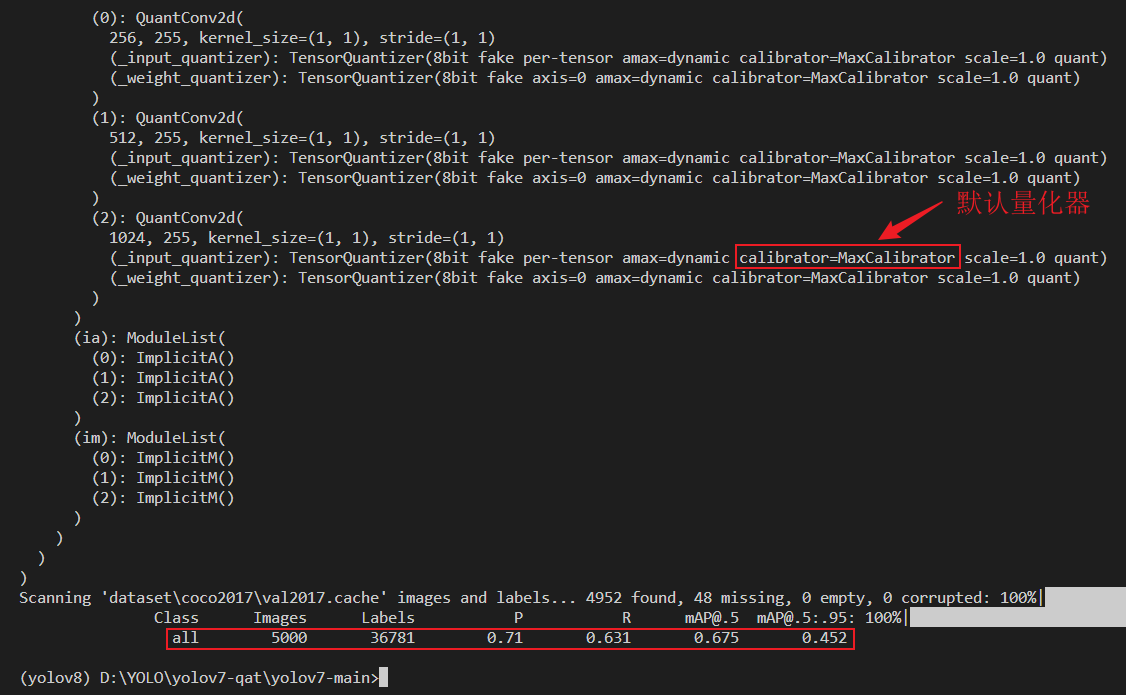 (0): QuantConv2d(
256, 255, kernel_size=(1, 1), stride=(1, 1)
(_input_quantizer): TensorQuantizer(8bit fake per-tensor amax=dynamic calibrator=MaxCalibrator scale=1.0 quant)
(_weight_quantizer): TensorQuantizer(8bit fake axis=0 amax=dynamic calibrator=MaxCalibrator scale=1.0 quant)
)
(1): QuantConv2d(
512, 255, kernel_size=(1, 1), stride=(1, 1)
(_input_quantizer): TensorQuantizer(8bit fake per-tensor amax=dynamic calibrator=MaxCalibrator scale=1.0 quant)
(_weight_quantizer): TensorQuantizer(8bit fake axis=0 amax=dynamic calibrator=MaxCalibrator scale=1.0 quant)
)
默认量化器
(2): QuantConv2d(
1024, 255, kernel_size=(1, 1), stride=(1, 1)
(_input_quantizer): TensorQuantizer(8bit fake per-tensor amax=dynamic calibrator=MaxCalibrator scale=1.0 quant)
(_weight_quantizer): TensorQuantizer(8bit fake axis=0 amax=dynamic calibrator=MaxCalibrator scale=1.0 quant)
)
)
(ia): ModuleList(
(0): ImplicitA()
(1): ImplicitA()
(2): ImplicitA()
)
(im): ModuleList(
(0): ImplicitM()
(1): ImplicitM()
(2): ImplicitM()
)
)
)
)
Scanning 'dataset\coco2017\val2017.cache' images and labels... 4952 found, 48 missing, 0 empty, 0 corrupted: 100%|
Class Images Labels P R mAP@.5 mAP@.5:.95: 100%|
all 5000 36781 0.71 0.631 0.675 0.452
(yolov8) D:\YOLO\yolov7-qat\yolov7-main>